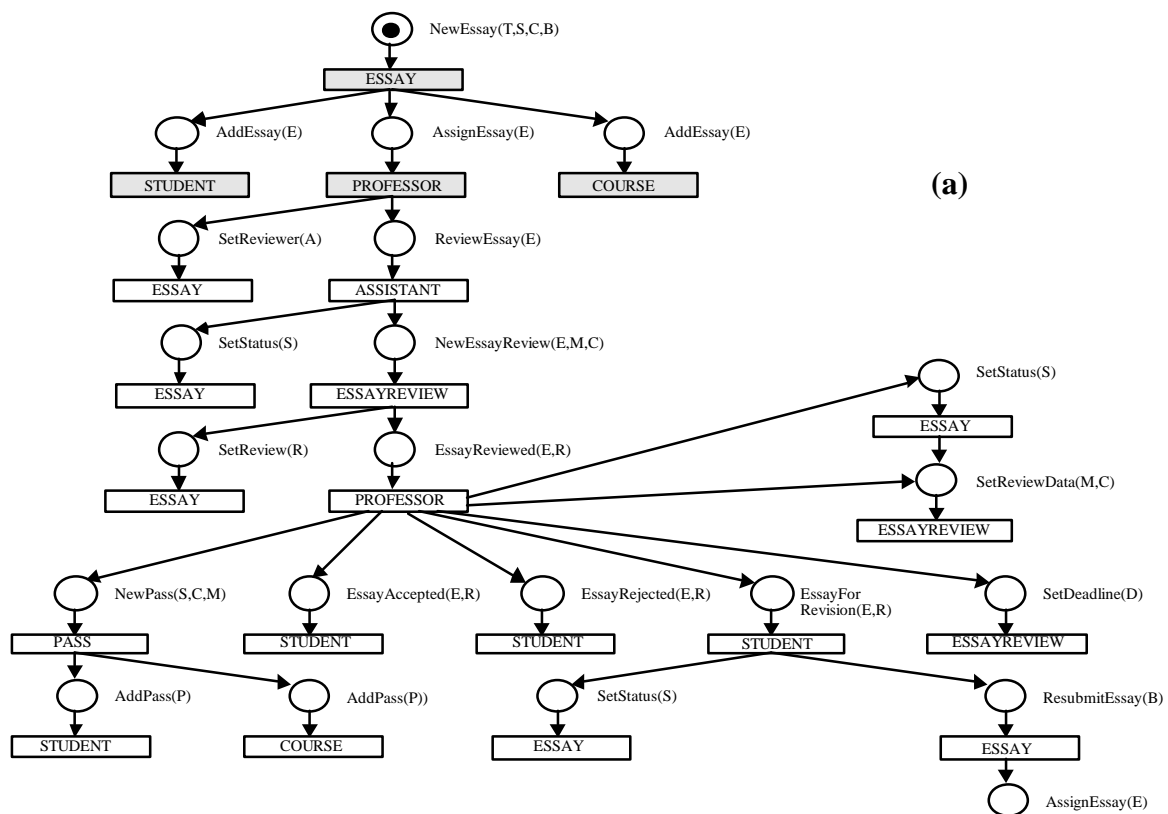 NewEssay(T,S,C,B)
ESSAY
AddEssay(E)
AssignEssay(E)
AddEssay(E)
STUDENT
PROFESSOR
COURSE
(a)
SetReviewer(A)
ReviewEssay(E)
ESSAY
ASSISTANT
SetStatus(S)
NewEssayReview(E,M,C)
SetStatus(S)
ESSAY
ESSAYREVIEW
ESSAY
SetReview(R)
EssayReviewed(E,R)
SetReviewData(M,C)
ESSAY
PROFESSOR
ESSAYREVIEW
NewPass(S,C,M)
EssayAccepted(E,R)
EssayRejected(E,R)
EssayFor
Revision(E,R)
SetDeadline(D)
PASS
STUDENT
STUDENT
STUDENT
ESSAYREVIEW
AddPass(P)
AddPass(P))
SetStatus(S)
ResubmitEssay(B)
STUDENT
COURSE
ESSAY
ESSAY
AssignEssay(E)